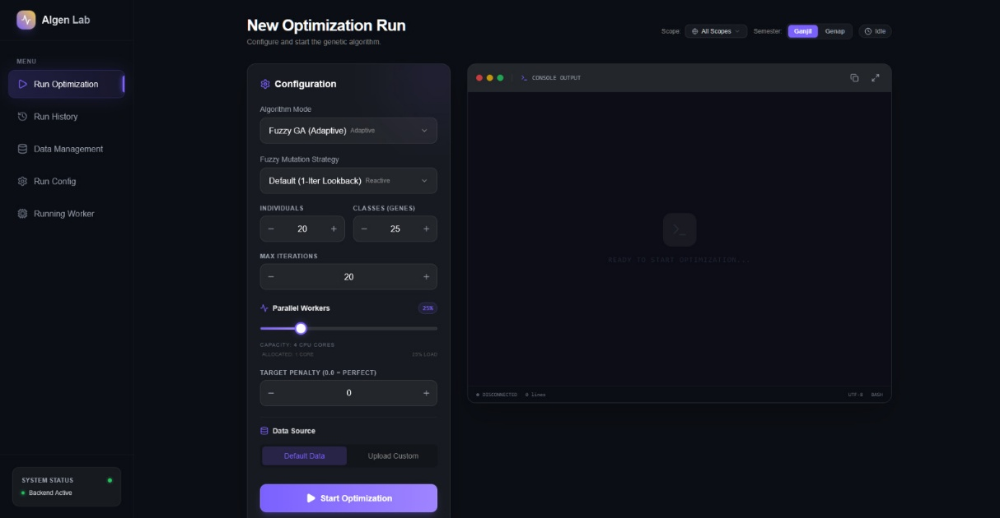 Algen Lab
MENU
Run Optimization
Run History
Data Management
Run Config
Running Worker
SYSTEM STATUS
Backend Active
New Optimization Run
Configure and start the genetic algorithm.
Scope: All Scopes Semester: Ganjil Genap Idle
Configuration
Algorithm Mode
Fuzzy GA (Adaptive) Adaptive
Fuzzy Mutation Strategy
Default (1-Iter Lookback) Reactive
INDIVIDUALS CLASSES (GENES)
− 20 + − 25 +
MAX ITERATIONS
− 20 +
Parallel Workers 25%
CAPACITY: 4 CPU CORES
ALLOCATED: 1 CORE 25% LOAD
TARGET PENALTY (0.0 = PERFECT)
− 0 +
Data Source
Default Data Upload Custom
Start Optimization
>_ CONSOLE OUTPUT
>_
READY TO START OPTIMIZATION...
DISCONNECTED 0 lines UTF-8 BASH